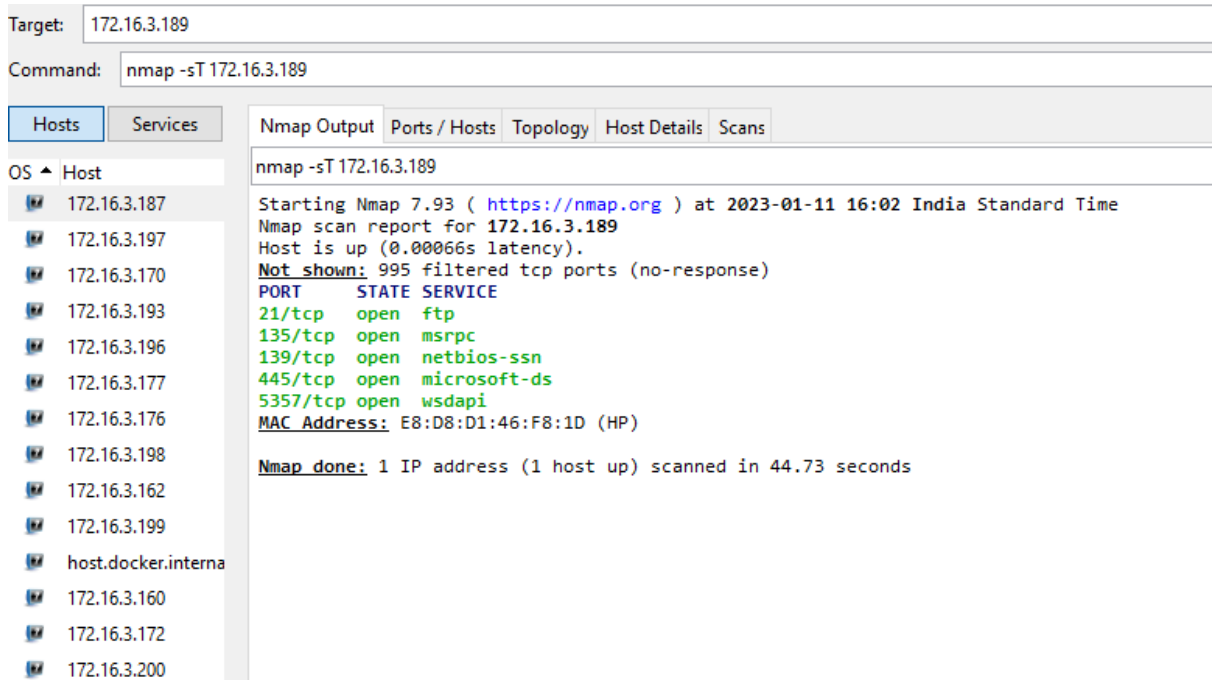 Target: 172.16.3.189
Command: nmap -sT 172.16.3.189
Hosts Services
OS Host
172.16.3.187
172.16.3.197
172.16.3.170
172.16.3.193
172.16.3.196
172.16.3.177
172.16.3.176
172.16.3.198
172.16.3.162
172.16.3.199
host.docker.interna
172.16.3.160
172.16.3.172
172.16.3.200
Nmap Output Ports / Hosts Topology Host Details Scans
nmap -sT 172.16.3.189
Starting Nmap 7.93 ( https://nmap.org ) at 2023-01-11 16:02 India Standard Time
Nmap scan report for 172.16.3.189
Host is up (0.00066s latency).
Not shown: 995 filtered tcp ports (no-response)
PORT STATE SERVICE
21/tcp open ftp
135/tcp open msrpc
139/tcp open netbios-ssn
445/tcp open microsoft-ds
5357/tcp open wsdapi
MAC Address: E8:D8:D1:46:F8:1D (HP)
Nmap done: 1 IP address (1 host up) scanned in 44.73 seconds